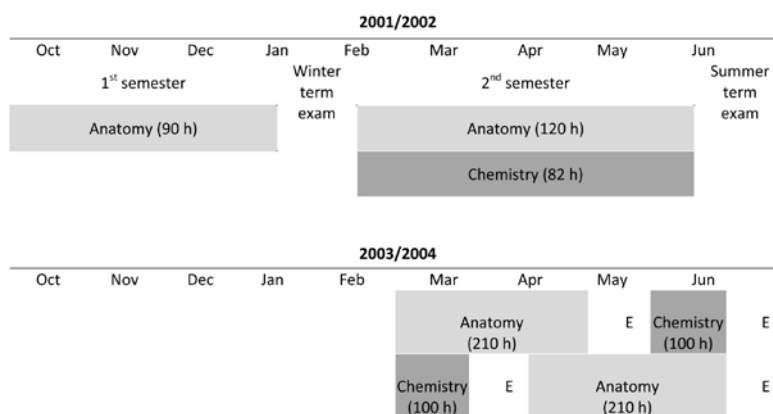 2001/2002
Oct Nov Dec Jan Feb Mar Apr May Jun
1st semester Winter term exam 2nd semester Summer term exam
Anatomy (90 h) Anatomy (120 h)
Chemistry (82 h)
2003/2004
Oct Nov Dec Jan Feb Mar Apr May Jun
Anatomy (210 h) E Chemistry (100 h) E
Chemistry (100 h) E Anatomy (210 h) E